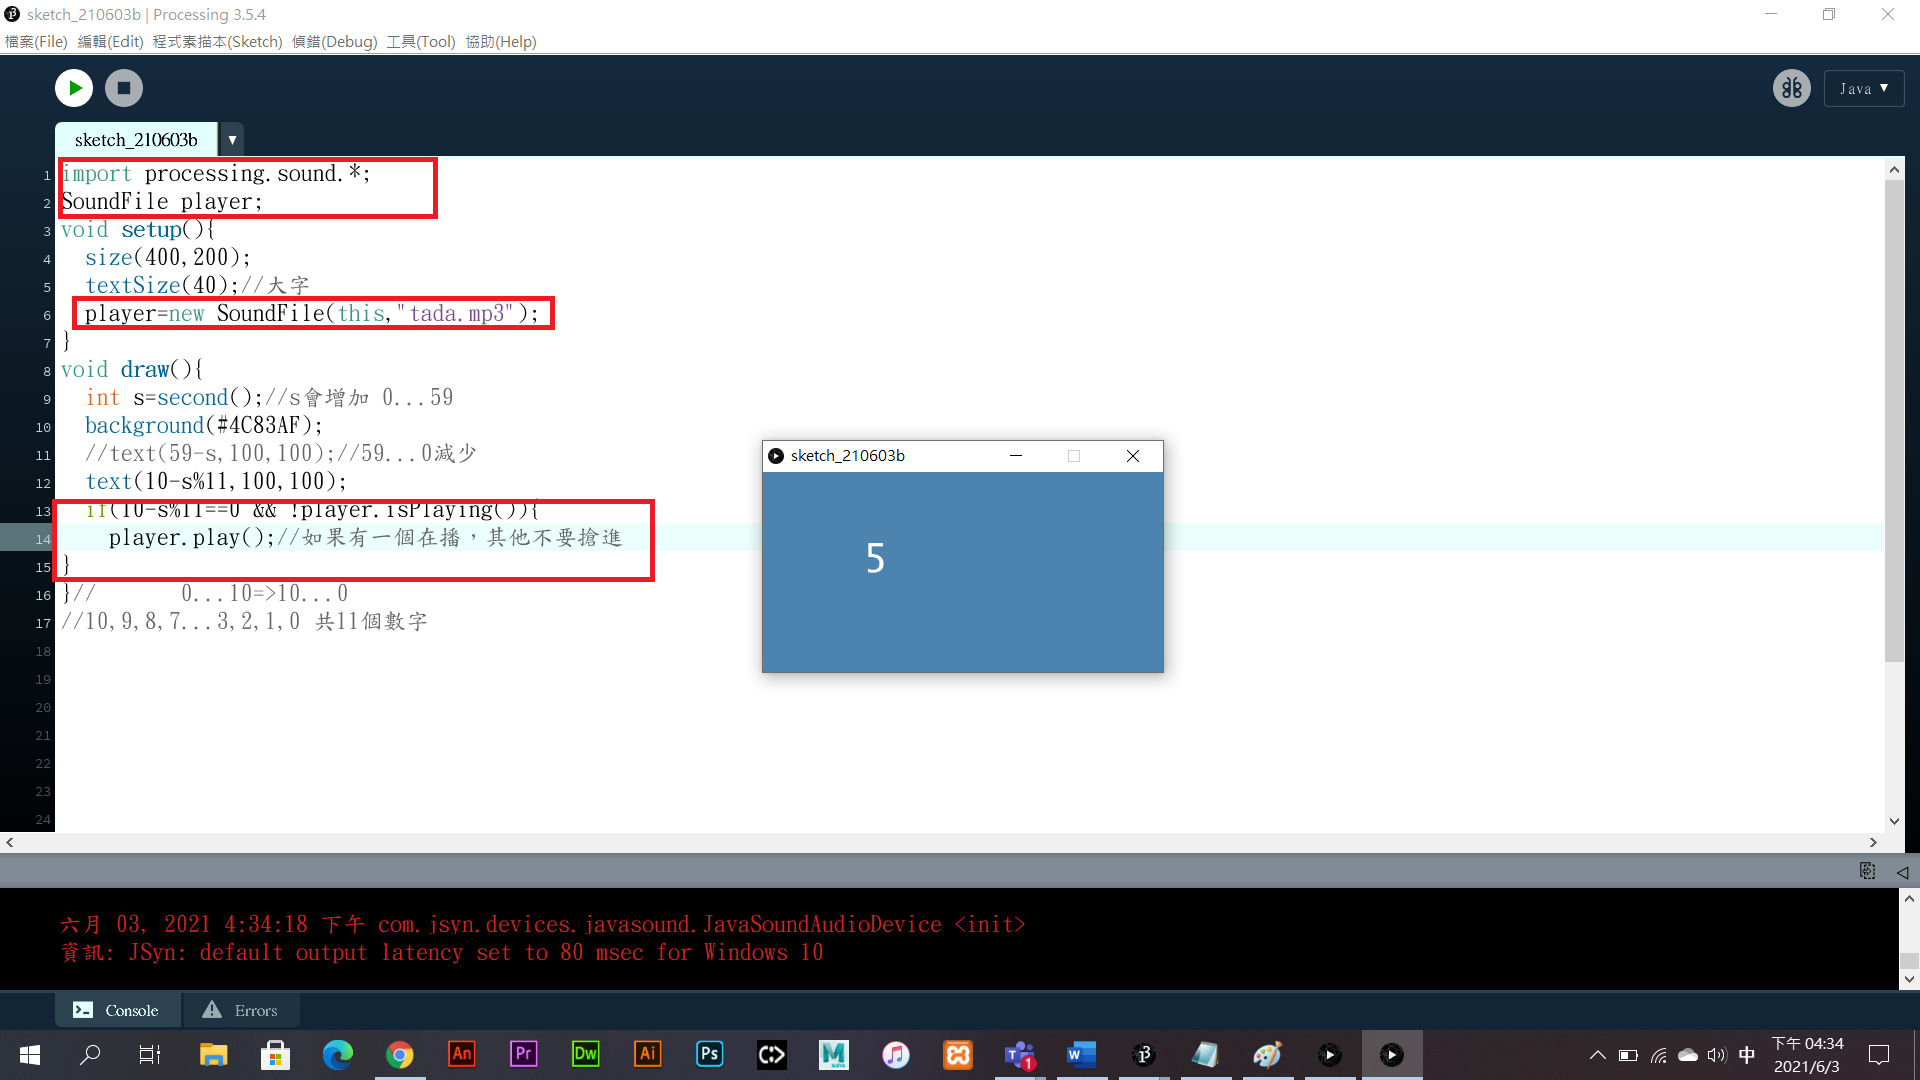 sketch_210603b | Processing 3.5.4
檔案(File) 編輯(Edit) 程式素描本(Sketch) 偵錯(Debug) 工具(Tool) 協助(Help)
Java ▼
sketch_210603b ▼
1 import processing.sound.*;
2 SoundFile player;
3 void setup(){
4 size(400,200);
5 textSize(40);//大字
6 player=new SoundFile(this,"tada.mp3");
7 }
8 void draw(){
9 int s=second();//s會增加 0...59
10 background(#4C83AF);
11 //text(59-s,100,100);//59...0減少
12 text(10-s%11,100,100);
13 if(10-s%11==0 && !player.isPlaying()){
14 player.play();//如果有一個在播，其他不要搶進
15 }
16 }// 0...10=>10...0
17 //10,9,8,7...3,2,1,0 共11個數字
18
19
20
21
22
23
24
sketch_210603b
5
六月 03, 2021 4:34:18 下午 com.jsyn.devices.javasound.JavaSoundAudioDevice <init>
資訊: JSyn: default output latency set to 80 msec for Windows 10
Console Errors
An Pr Dw Ai Ps MAYA T 1 W 中
下午 04:34
2021/6/3